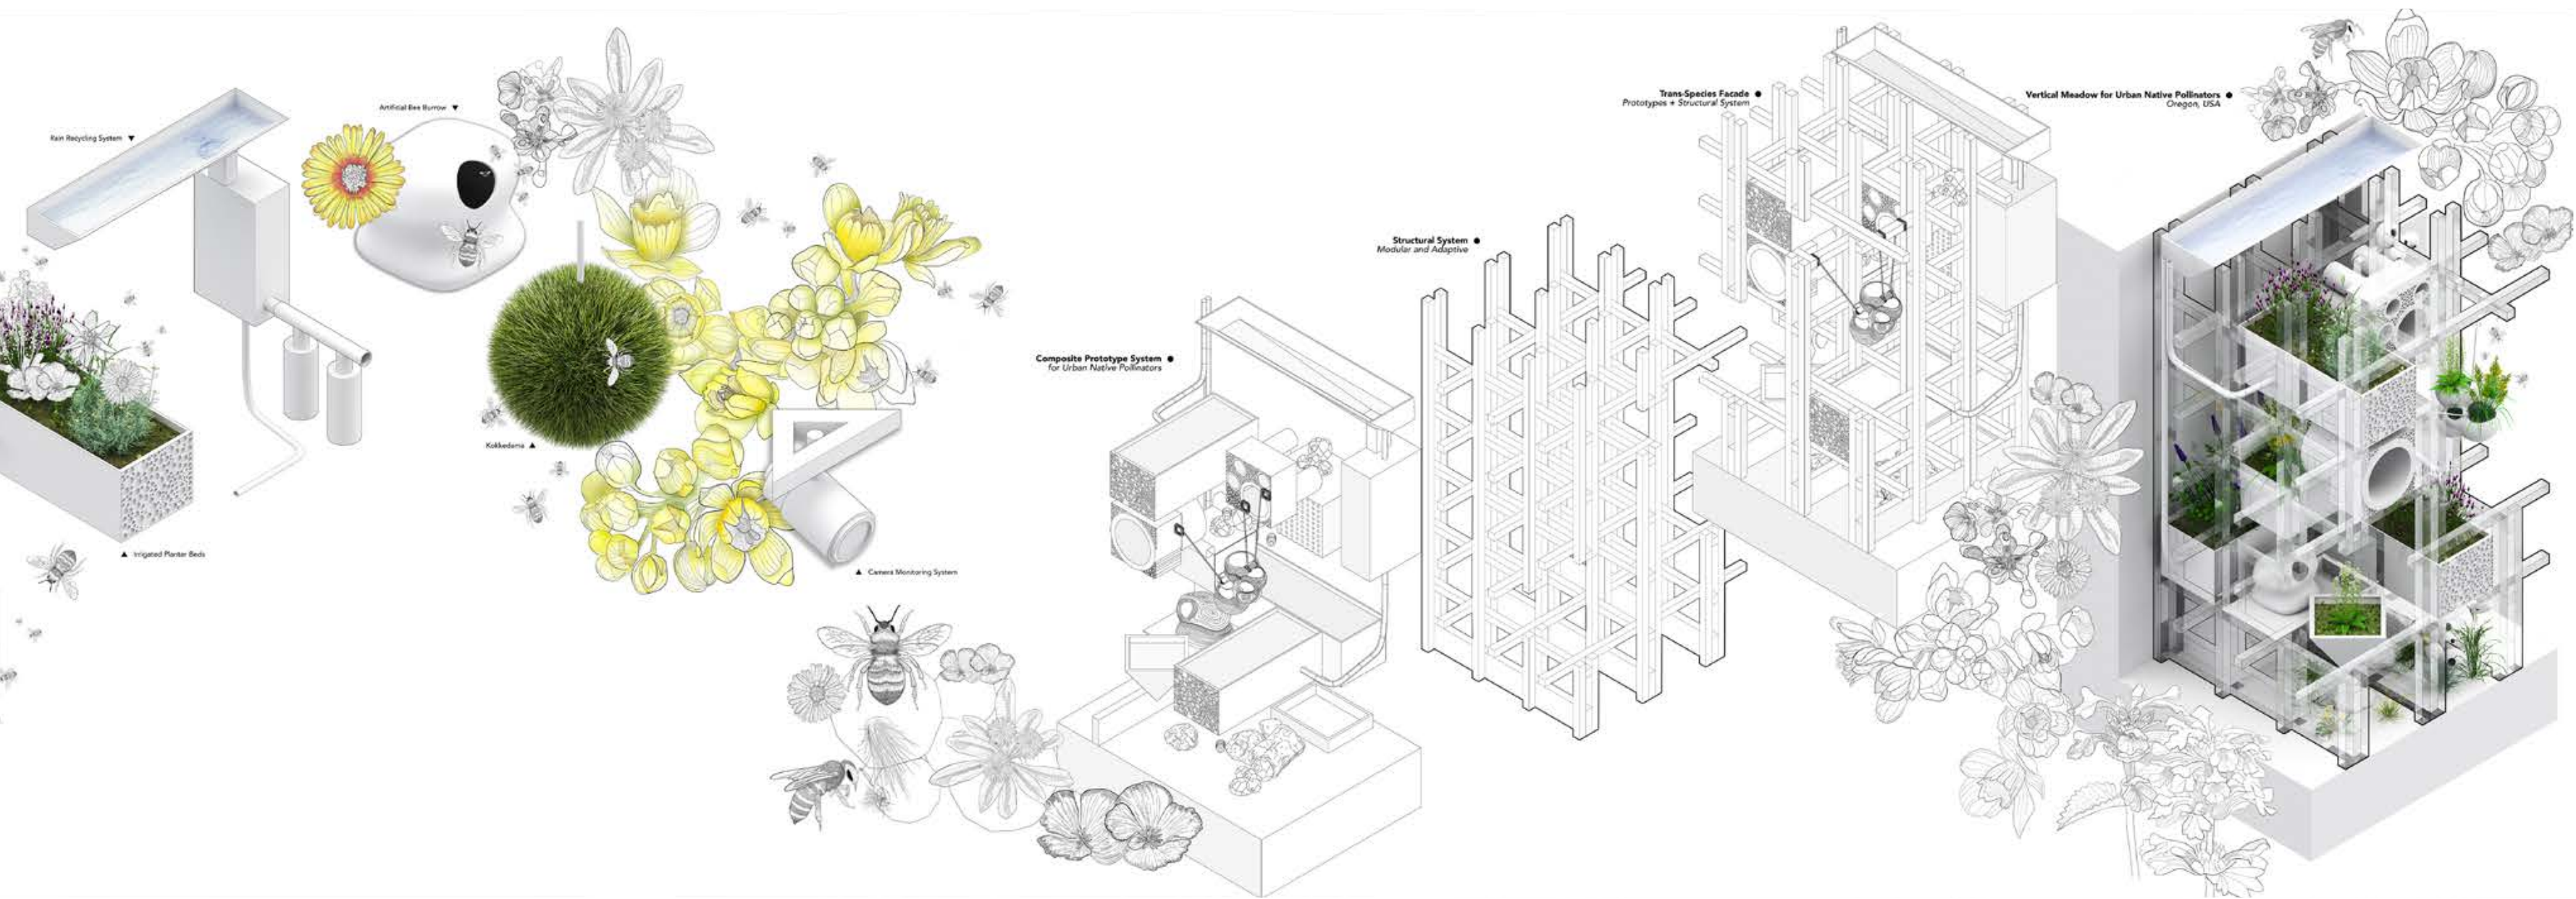 Rain Recycling System ▼
Artificial Bee Burrow ▼
Kokkedama ▲
▲ Irrigated Planter Beds
▲ Camera Monitoring System
Composite Prototype System ●
for Urban Native Pollinators
Structural System ●
Modular and Adaptive
Trans-Species Facade ●
Prototypes + Structural System
Vertical Meadow for Urban Native Pollinators ●
Oregon, USA